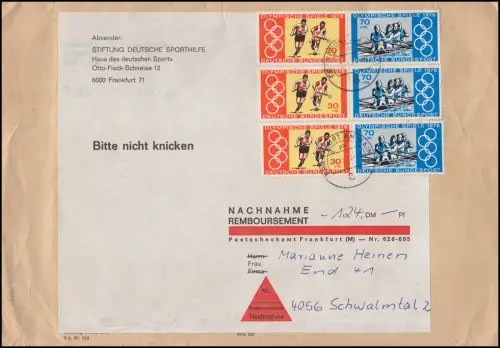 Absender:
STIFTUNG DEUTSCHE SPORTHILFE
Haus des deutschen Sports
Otto-Fleck-Schneise 12
6000 Frankfurt 71
OLYMPISCHE SPIELE 1976
30
DEUTSCHE BUNDESPOST
OLYMPISCHE SPIELE 1976
70
DEUTSCHE BUNDESPOST
OLYMPISCHE SPIELE 1976
30
DEUTSCHE BUNDESPOST
OLYMPISCHE SPIELE 1976
70
DEUTSCHE BUNDESPOST
OLYMPISCHE SPIELE 1976
30
DEUTSCHE BUNDESPOST
OLYMPISCHE SPIELE 1976
70
DEUTSCHE BUNDESPOST
Bitte nicht knicken
NACHNAHME
REMBOURSEMENT
-124,- DM — Pf
Postscheckamt Frankfurt (M) — Nr. 620-605
Herrn
Frau
Firma
Marianne Heinen
End 41
4056 Schwalmtal 2
Nachnahme